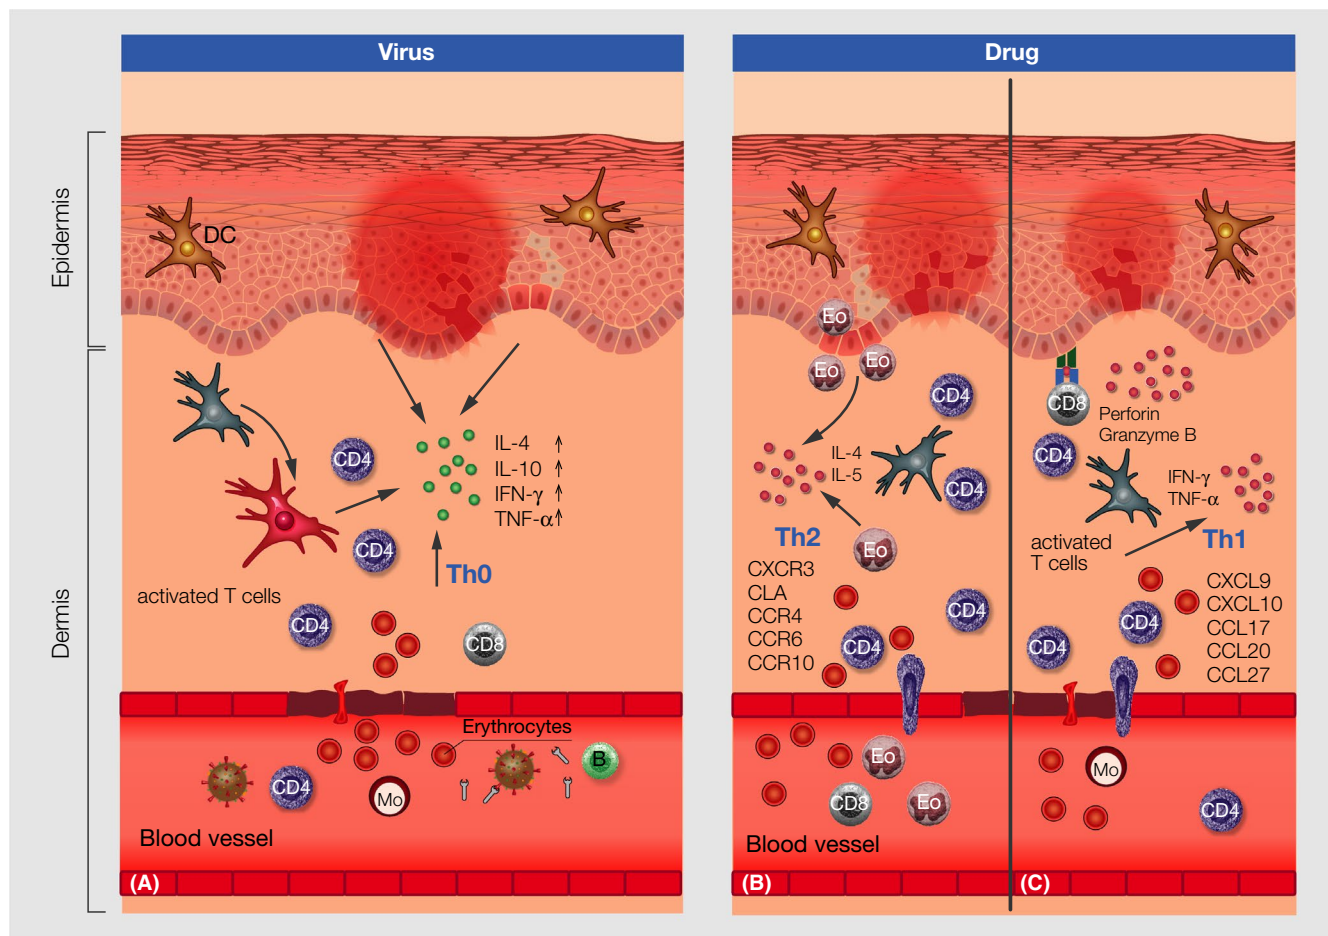 Virus
Drug
Epidermis
Dermis
DC
CD4
IL-4 ↑
IL-10 ↑
IFN-γ ↑
TNF-α↑
CD4
Th0
activated T cells
CD4
CD8
Erythrocytes
CD4
Mo
B
Blood vessel
(A)
Eo
Eo
Eo
CD4
IL-4
IL-5
CD4
Th2
Eo
CXCR3
CLA
CCR4
CCR6
CCR10
CD4
CD4
Eo
CD8
Eo
Blood vessel
(B)
CD8
Perforin
Granzyme B
CD4
IFN-γ
TNF-α
activated
T cells
Th1
CXCL9
CXCL10
CCL17
CCL20
CCL27
CD4
CD4
Mo
CD4
(C)